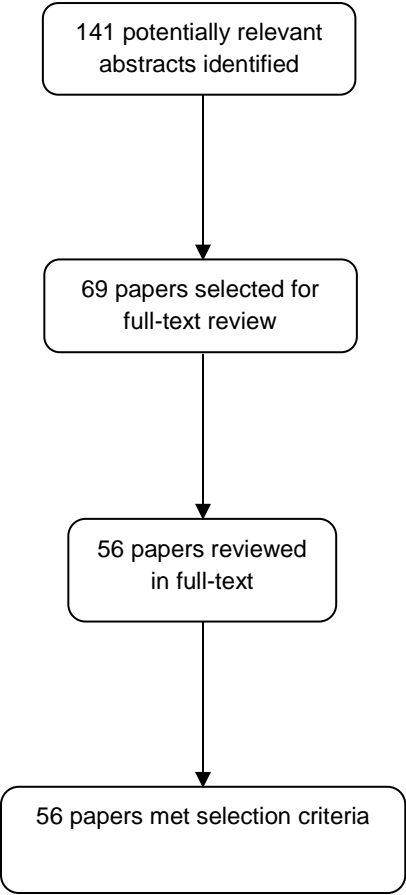 141 potentially relevant
abstracts identified
69 papers selected for
full-text review
56 papers reviewed
in full-text
56 papers met selection criteria